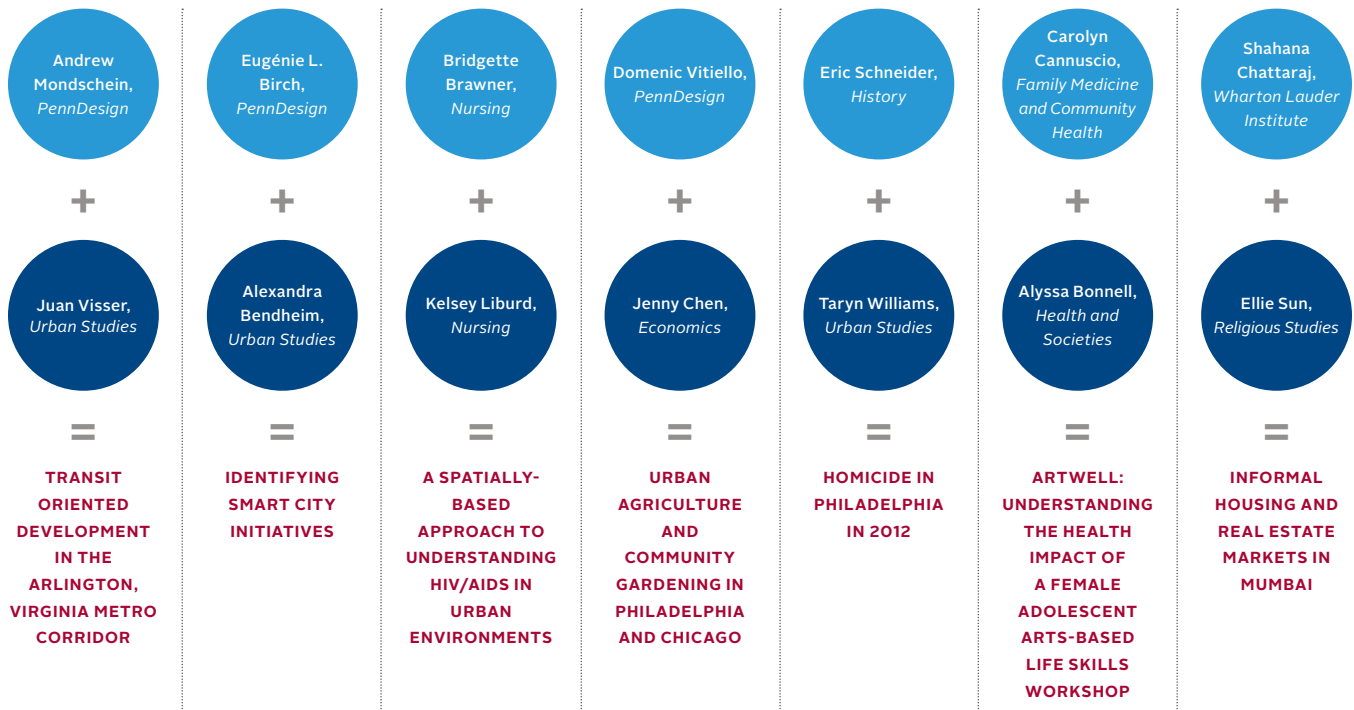 Andrew
Mondschein,
PennDesign
+
Juan Visser,
Urban Studies
=
TRANSIT
ORIENTED
DEVELOPMENT
IN THE
ARLINGTON,
VIRGINIA METRO
CORRIDOR
Eugénie L.
Birch,
PennDesign
+
Alexandra
Bendheim,
Urban Studies
=
IDENTIFYING
SMART CITY
INITIATIVES
Bridgette
Brawner,
Nursing
+
Kelsey Liburd,
Nursing
=
A SPATIALLY-
BASED
APPROACH TO
UNDERSTANDING
HIV/AIDS IN
URBAN
ENVIRONMENTS
Domenic Vitiello,
PennDesign
+
Jenny Chen,
Economics
=
URBAN
AGRICULTURE
AND
COMMUNITY
GARDENING IN
PHILADELPHIA
AND CHICAGO
Eric Schneider,
History
+
Taryn Williams,
Urban Studies
=
HOMICIDE IN
PHILADELPHIA
IN 2012
Carolyn
Cannuscio,
Family Medicine
and Community
Health
+
Alyssa Bonnell,
Health and
Societies
=
ARTWELL:
UNDERSTANDING
THE HEALTH
IMPACT OF
A FEMALE
ADOLESCENT
ARTS-BASED
LIFE SKILLS
WORKSHOP
Shahana
Chattaraj,
Wharton Lauder
Institute
+
Ellie Sun,
Religious Studies
=
INFORMAL
HOUSING AND
REAL ESTATE
MARKETS IN
MUMBAI